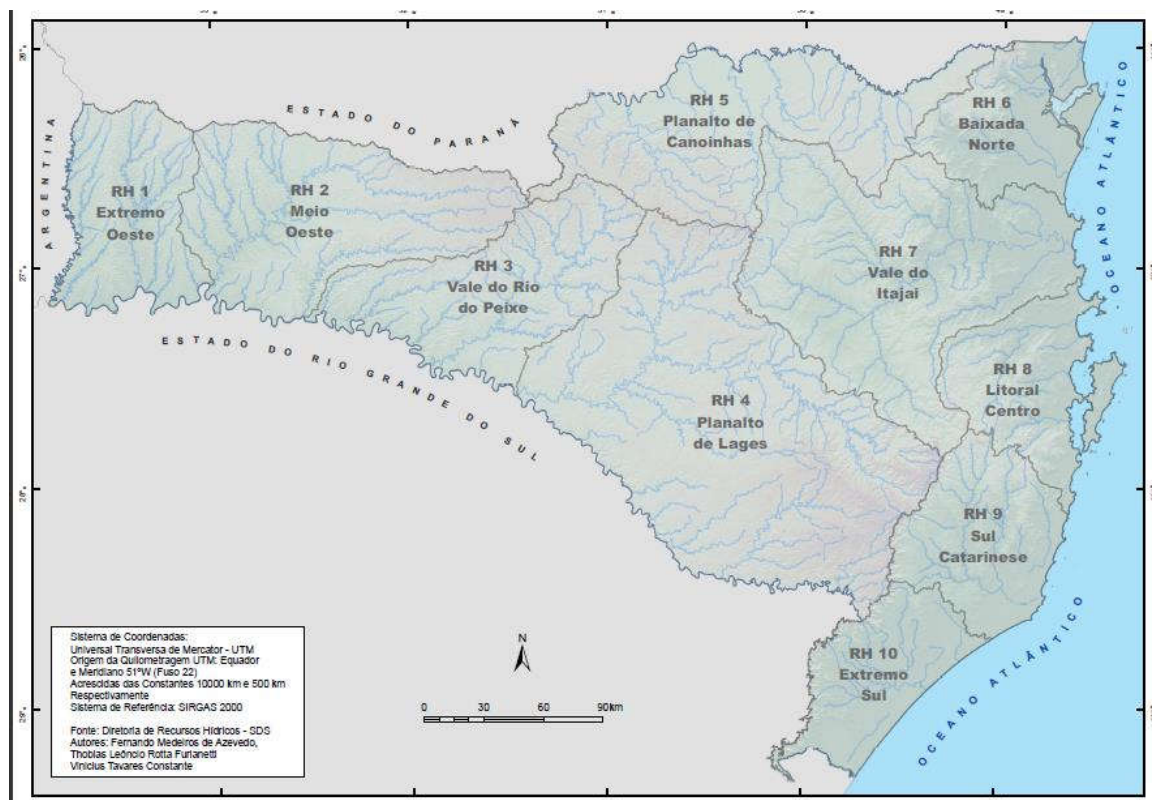 26°
27°
28°
29°
ARGENTINA
ESTADO DO PARANÁ
RH 1
Extremo
Oeste
RH 2
Meio
Oeste
RH 3
Vale do Rio
do Peixe
RH 4
Planalto
de Lages
RH 5
Planalto de
Canoinhas
RH 6
Baixada
Norte
RH 7
Vale do
Itajaí
RH 8
Litoral
Centro
RH 9
Sul
Catarinese
RH 10
Extremo
Sul
OCEANO ATLÂNTICO
ESTADO DO RIO GRANDE DO SUL
OCEANO ATLÂNTICO
N
0 30 60 90km
Sistema de Coordenadas:
Universal Transversa de Mercator - UTM
Origem da Quilometragem UTM: Equador
e Meridiano 51°W (Fuso 22)
Acrescidas das Constantes 10000 km e 500 km
Respectivamente
Sistema de Referência: SIRGAS 2000
Fonte: Diretoria de Recursos Hídricos - SDS
Autores: Fernando Medeiros de Azevedo,
Thobias Leôncio Rotta Furlanetti
Vinicius Tavares Constante